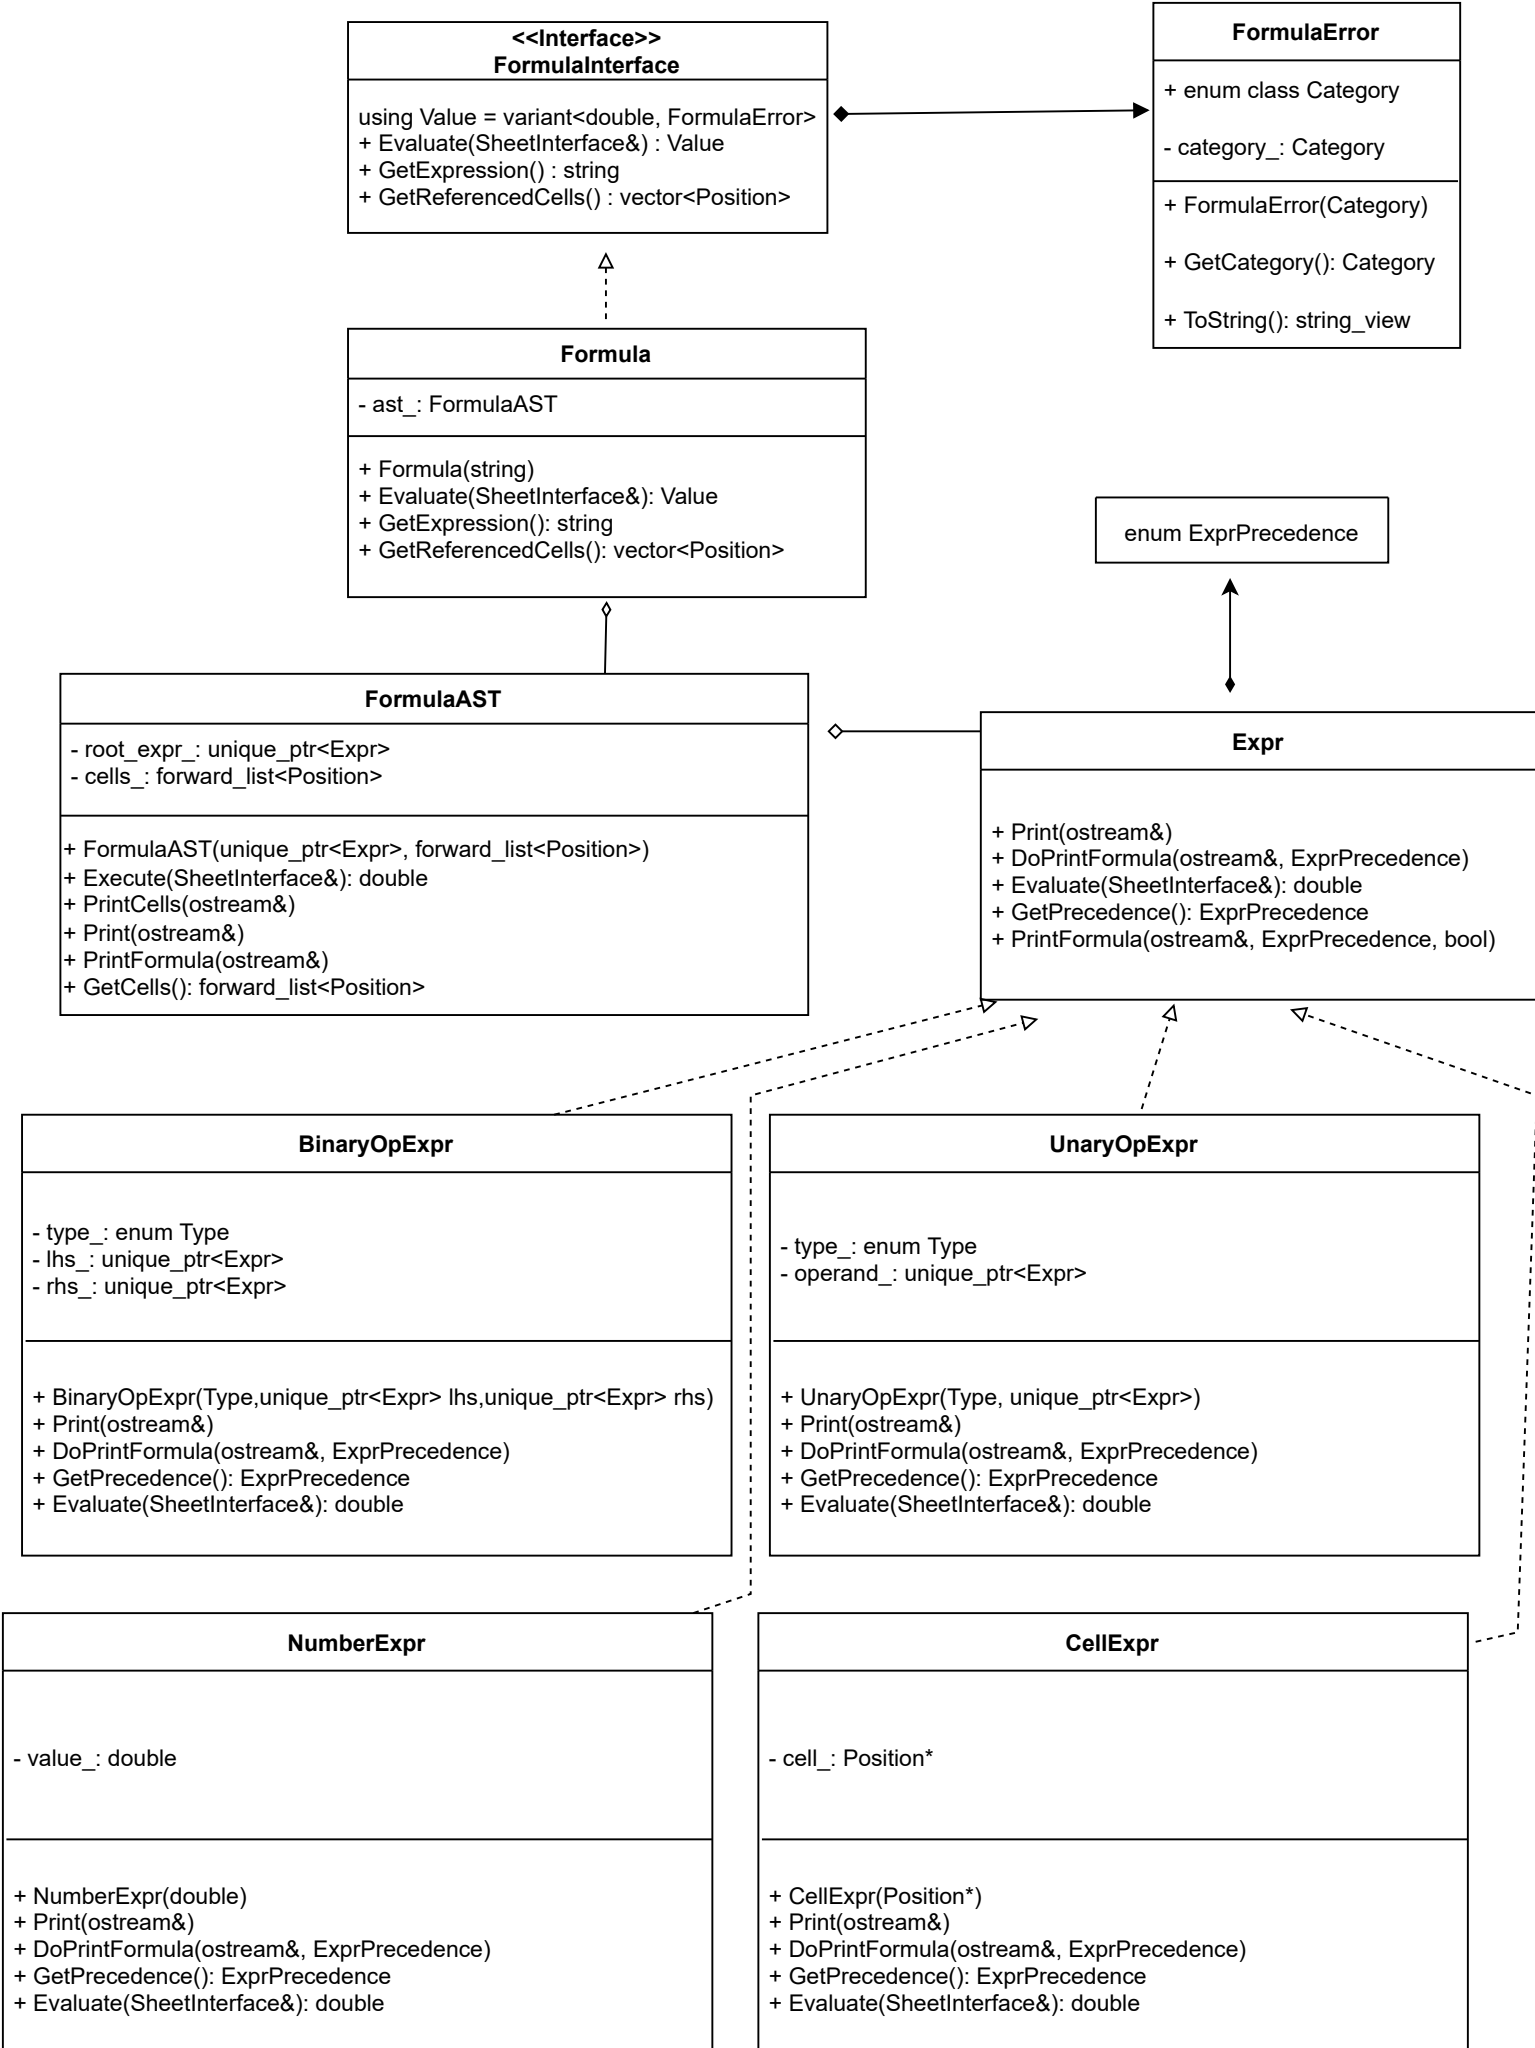 <<Interface>>
FormulaInterface
using Value = variant<double, FormulaError>
+ Evaluate(SheetInterface&) : Value
+ GetExpression() : string
+ GetReferencedCells() : vector<Position>
FormulaError
+ enum class Category
- category_: Category
+ FormulaError(Category)
+ GetCategory(): Category
+ ToString(): string_view
Formula
- ast_: FormulaAST
+ Formula(string)
+ Evaluate(SheetInterface&): Value
+ GetExpression(): string
+ GetReferencedCells(): vector<Position>
enum ExprPrecedence
FormulaAST
- root_expr_: unique_ptr<Expr>
- cells_: forward_list<Position>
+ FormulaAST(unique_ptr<Expr>, forward_list<Position>)
+ Execute(SheetInterface&): double
+ PrintCells(ostream&)
+ Print(ostream&)
+ PrintFormula(ostream&)
+ GetCells(): forward_list<Position>
Expr
+ Print(ostream&)
+ DoPrintFormula(ostream&, ExprPrecedence)
+ Evaluate(SheetInterface&): double
+ GetPrecedence(): ExprPrecedence
+ PrintFormula(ostream&, ExprPrecedence, bool)
BinaryOpExpr
- type_: enum Type
- lhs_: unique_ptr<Expr>
- rhs_: unique_ptr<Expr>
+ BinaryOpExpr(Type,unique_ptr<Expr> lhs,unique_ptr<Expr> rhs)
+ Print(ostream&)
+ DoPrintFormula(ostream&, ExprPrecedence)
+ GetPrecedence(): ExprPrecedence
+ Evaluate(SheetInterface&): double
UnaryOpExpr
- type_: enum Type
- operand_: unique_ptr<Expr>
+ UnaryOpExpr(Type, unique_ptr<Expr>)
+ Print(ostream&)
+ DoPrintFormula(ostream&, ExprPrecedence)
+ GetPrecedence(): ExprPrecedence
+ Evaluate(SheetInterface&): double
NumberExpr
- value_: double
+ NumberExpr(double)
+ Print(ostream&)
+ DoPrintFormula(ostream&, ExprPrecedence)
+ GetPrecedence(): ExprPrecedence
+ Evaluate(SheetInterface&): double
CellExpr
- cell_: Position*
+ CellExpr(Position*)
+ Print(ostream&)
+ DoPrintFormula(ostream&, ExprPrecedence)
+ GetPrecedence(): ExprPrecedence
+ Evaluate(SheetInterface&): double